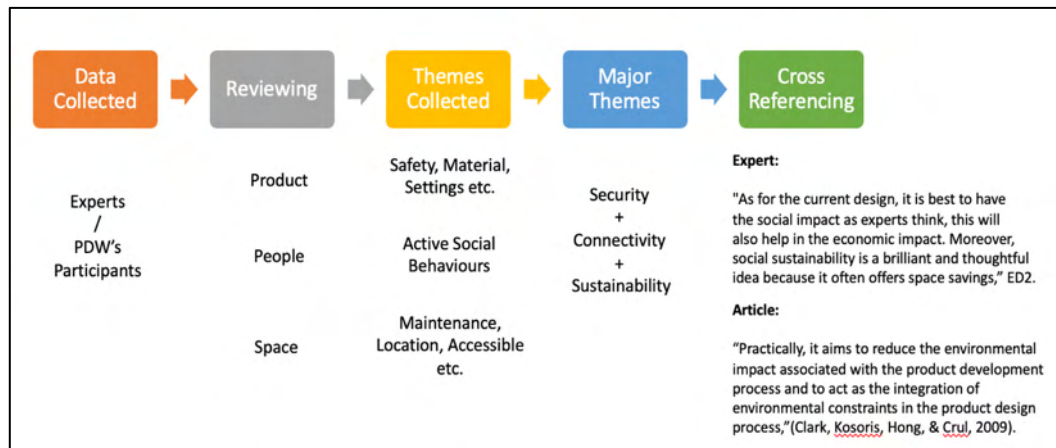 Data
Collected
Reviewing
Themes
Collected
Major
Themes
Cross
Referencing
Experts
/
PDW's
Participants
Product
People
Space
Safety, Material,
Settings etc.
Active Social
Behaviours
Maintenance,
Location, Accessible
etc.
Security
+
Connectivity
+
Sustainability
Expert:
"As for the current design, it is best to have
the social impact as experts think, this will
also help in the economic impact. Moreover,
social sustainability is a brilliant and thoughtful
idea because it often offers space savings,” ED2.
Article:
“Practically, it aims to reduce the environmental
impact associated with the product development
process and to act as the integration of
environmental constraints in the product design
process,”(Clark, Kosoris, Hong, & Crul, 2009).